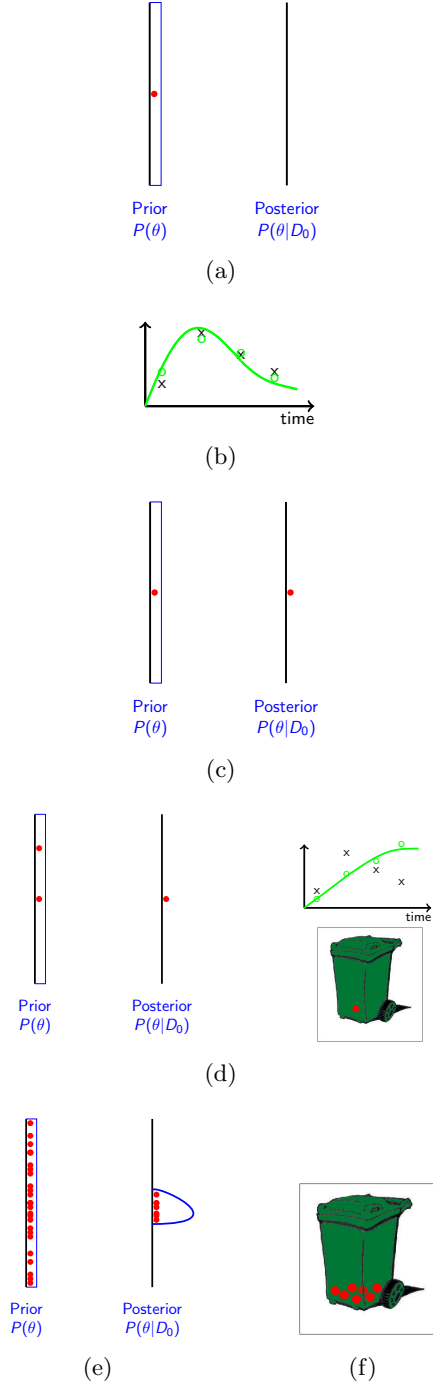 Prior Posterior
P(θ) P(θ|D₀)
(a)
time
(b)
Prior Posterior
P(θ) P(θ|D₀)
(c)
time
Prior Posterior
P(θ) P(θ|D₀)
(d)
Prior Posterior
P(θ) P(θ|D₀)
(e) (f)